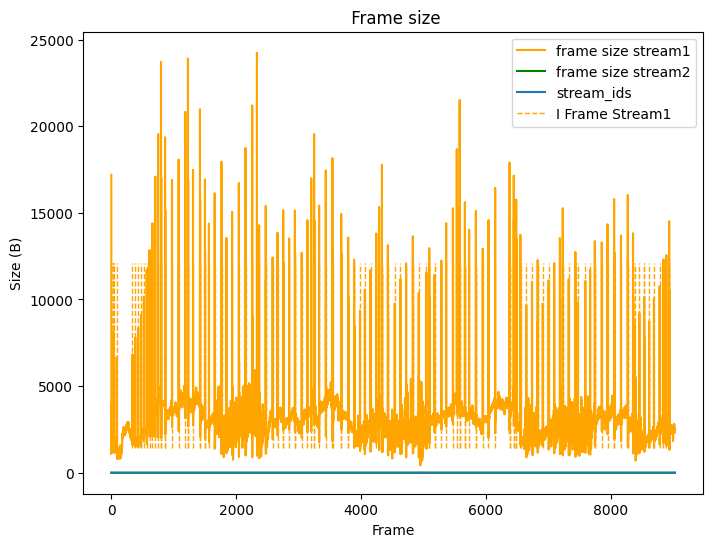 Frame size
25000
20000
15000
10000
5000
0
Size (B)
0 2000 4000 6000 8000
Frame
frame size stream1
frame size stream2
stream_ids
I Frame Stream1